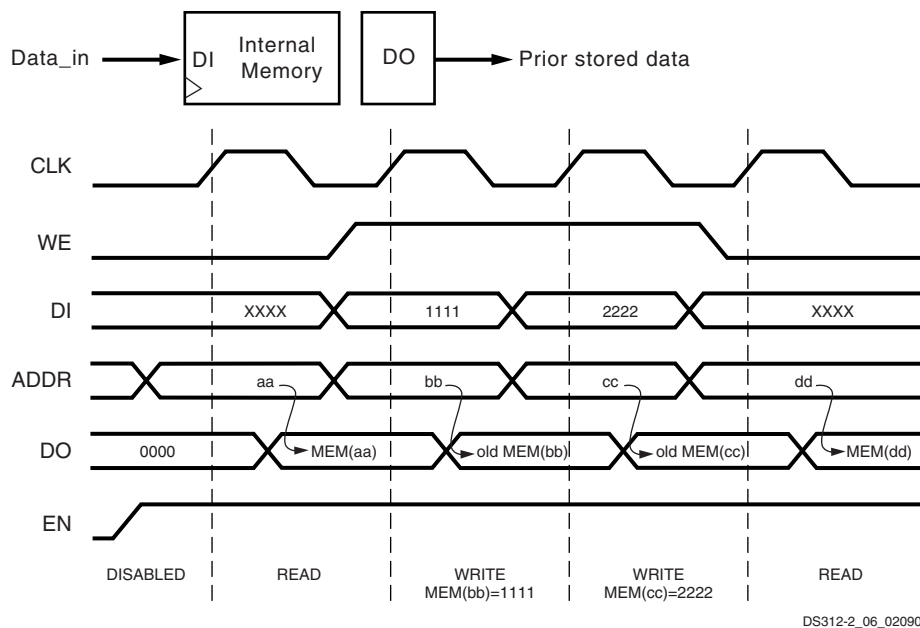 Data_in
DI
Internal
Memory
DO
Prior stored data
CLK
WE
DI
XXXX
1111
2222
XXXX
ADDR
aa
bb
cc
dd
DO
0000
MEM(aa)
old MEM(bb)
old MEM(cc)
MEM(dd)
EN
DISABLED
READ
WRITE
MEM(bb)=1111
WRITE
MEM(cc)=2222
READ